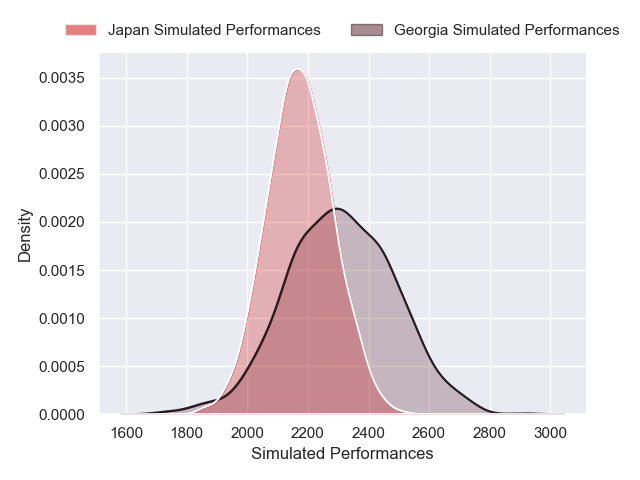 Japan Simulated Performances
Georgia Simulated Performances
0.0035
0.0030
0.0025
0.0020
0.0015
0.0010
0.0005
0.0000
Density
1600 1800 2000 2200 2400 2600 2800 3000
Simulated Performances